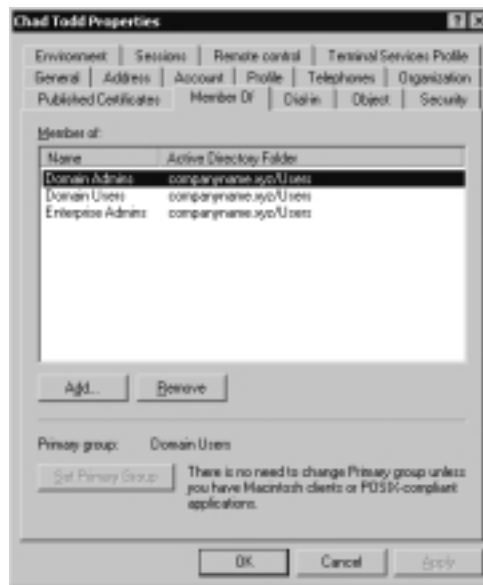 Chad Todd Properties
Environment Sessions Remote control Terminal Services Profile
General Address Account Profile Telephones Organization
Published Certificates Member Of Dial-in Object Security
Member of:
Name Active Directory Folder
Domain Admins companyname.xyz/Users
Domain Users companyname.xyz/Users
Enterprise Admins companyname.xyz/Users
Add... Remove
Primary group: Domain Users
Set Primary Group
There is no need to change Primary group unless
you have Macintosh clients or POSIX-compliant
applications.
OK Cancel Apply